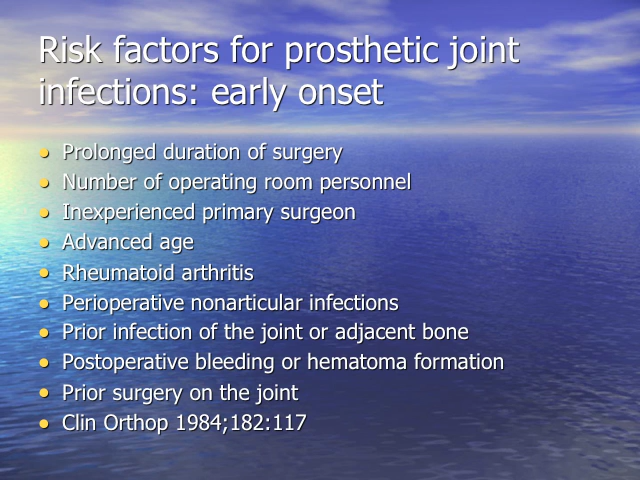 Risk factors for prosthetic joint
infections: early onset
• Prolonged duration of surgery
• Number of operating room personnel
• Inexperienced primary surgeon
• Advanced age
• Rheumatoid arthritis
• Perioperative nonarticular infections
• Prior infection of the joint or adjacent bone
• Postoperative bleeding or hematoma formation
• Prior surgery on the joint
• Clin Orthop 1984;182:117